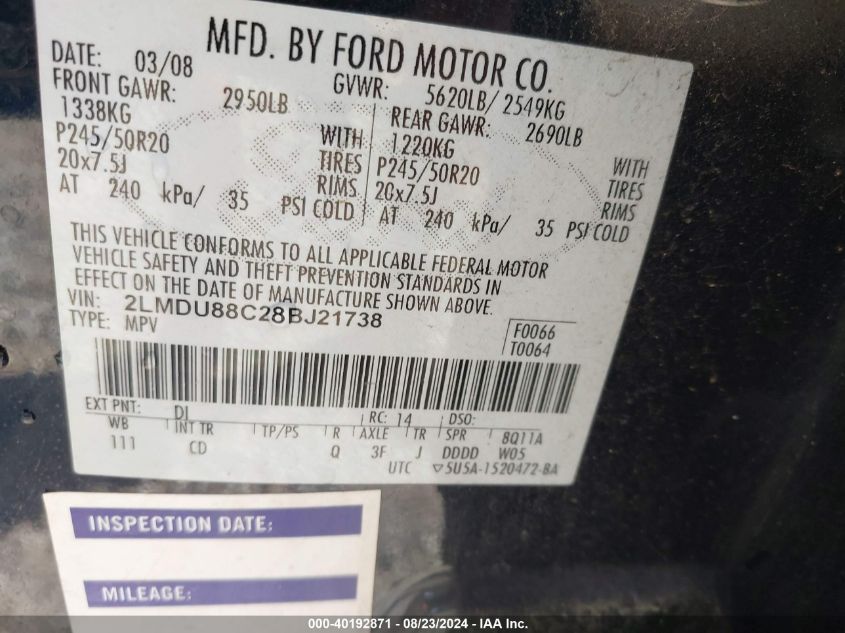 MFD. BY FORD MOTOR CO.
DATE: 03/08 GVWR: 5620LB/ 2549KG
FRONT GAWR: 2950LB REAR GAWR: 2690LB
1338KG WITH 1220KG WITH
P245/50R20 TIRES P245/50R20 TIRES
20x7.5J RIMS 20x7.5J RIMS
AT 240 kPa/ 35 PSI COLD AT 240 kPa/ 35 PSI COLD
THIS VEHICLE CONFORMS TO ALL APPLICABLE FEDERAL MOTOR
VEHICLE SAFETY AND THEFT PREVENTION STANDARDS IN
EFFECT ON THE DATE OF MANUFACTURE SHOWN ABOVE.
VIN: 2LMDU88C28BJ21738
TYPE: MPV F0066
T0064
EXT PNT: DI RC: 14 DSO:
WB INT TR TP/PS R AXLE TR SPR 8Q11A
111 CD Q 3F J DDDD W05
UTC ▽5U5A-1520472-BA
INSPECTION DATE:
MILEAGE:
000-40192871 - 08/23/2024 - IAA Inc.